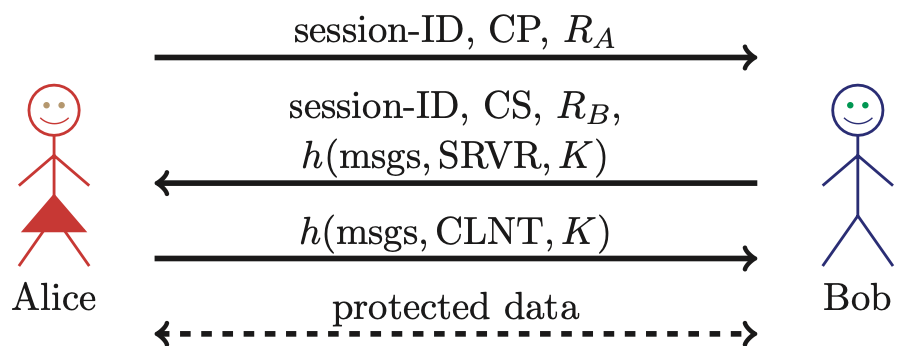 session-ID, CP, R_A
session-ID, CS, R_B,
h(msgs, SRVR, K)
h(msgs, CLNT, K)
protected data
Alice
Bob